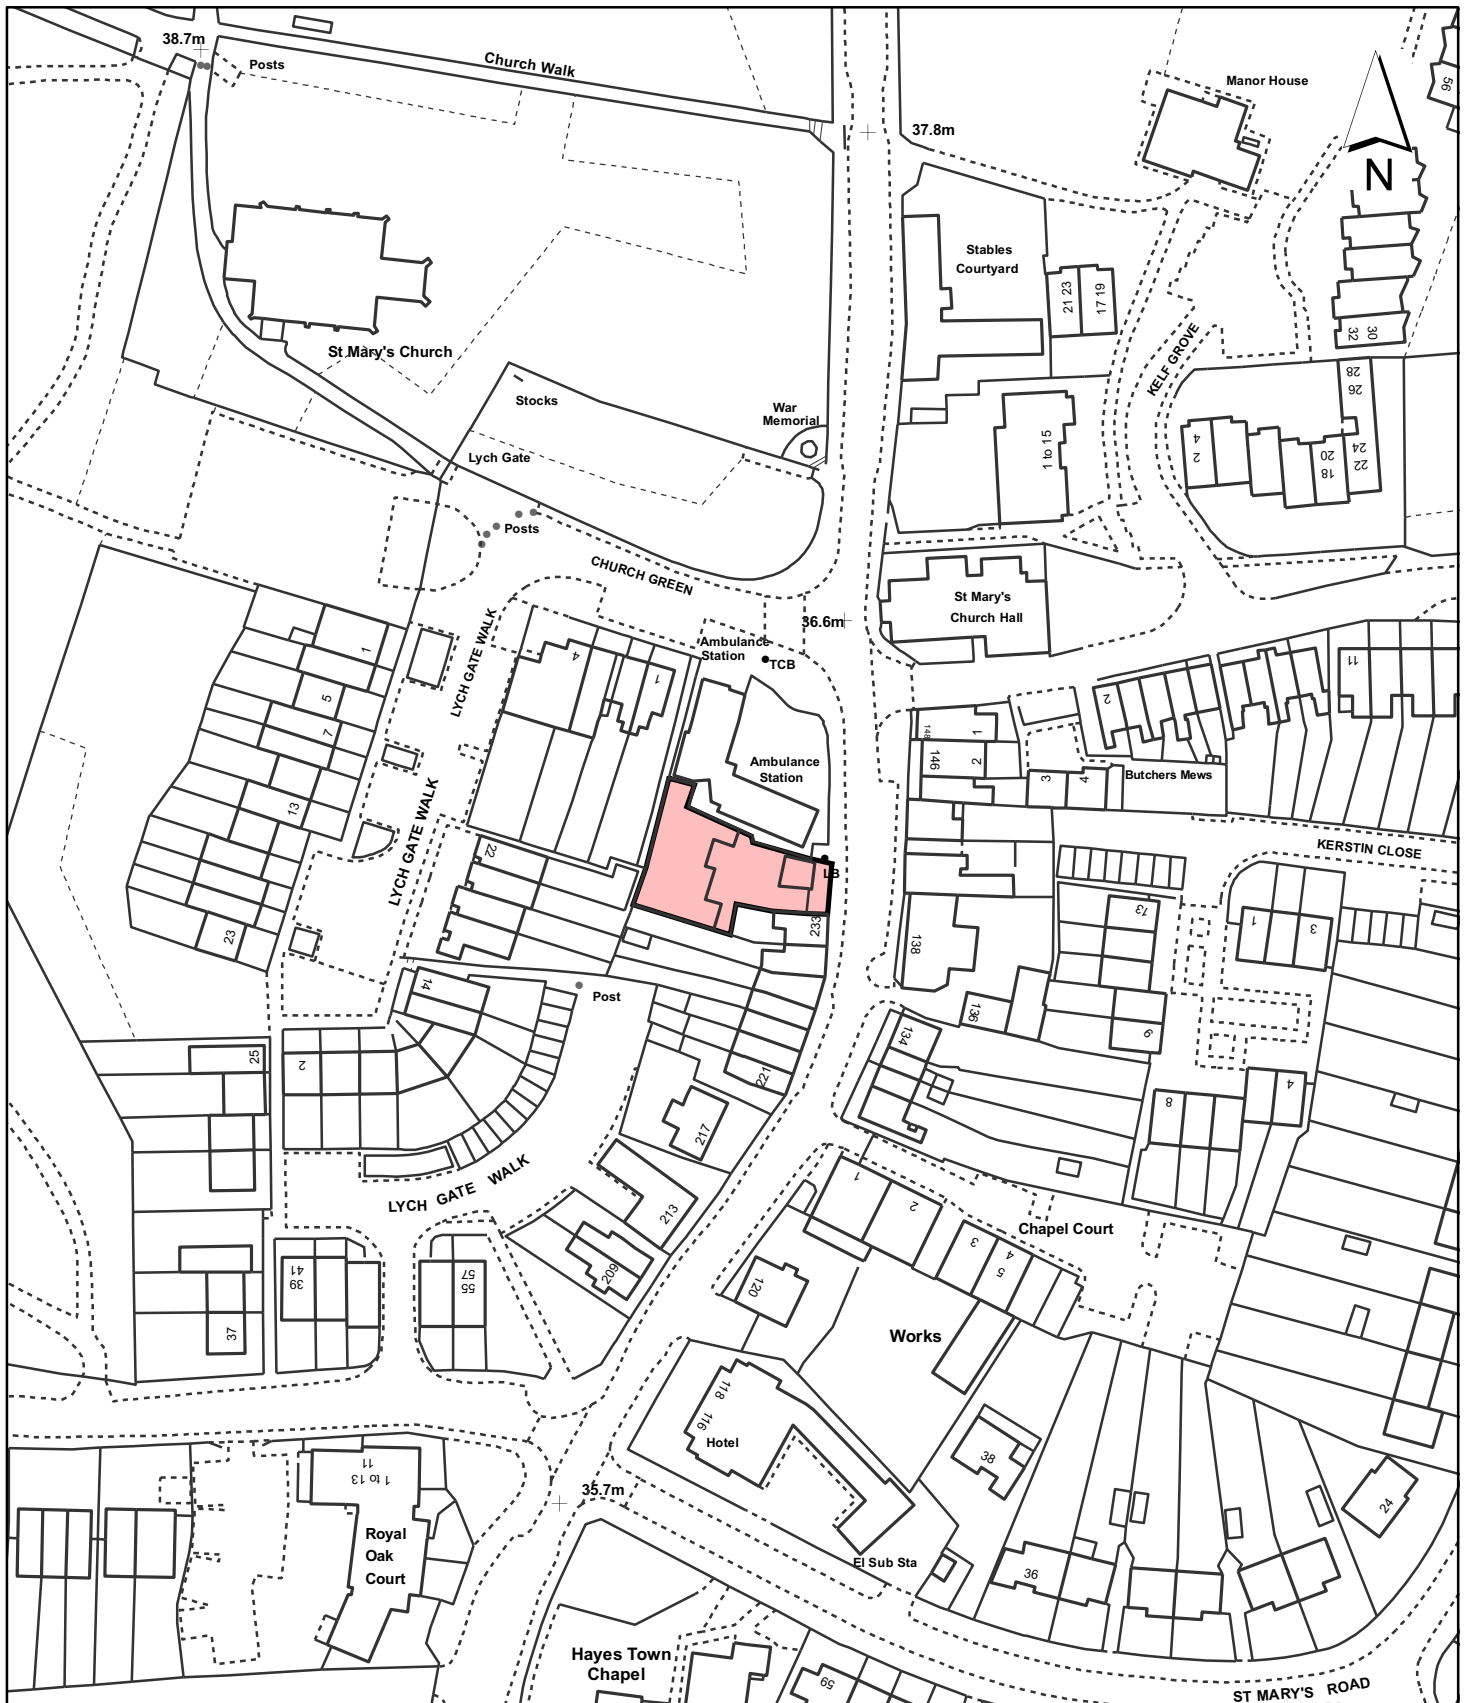 38.7m
Posts
Church Walk
Manor House
56
37.8m
N
Stables
Courtyard
21 23
17 19
St Mary's Church
KELF GROVE
32
30
28
26
Stocks
War
Memorial
1 to 15
4
2
20
18
24
22
Lych Gate
Posts
CHURCH GREEN
St Mary's
Church Hall
36.6m
LYCH GATE WALK
Ambulance
Station
TCB
1
4
1
5
7
13
23
11
2
148
1
146
2
3
4
Butchers Mews
Ambulance
Station
LYCH GATE WALK
22
KERSTIN CLOSE
LB
233
138
13
1
3
14
Post
136
134
9
25
2
221
217
8
4
LYCH GATE WALK
213
209
1
2
3
4
5
Chapel Court
120
41
39
57
55
37
Works
118
116
Hotel
38
24
1 to 13
11
35.7m
Royal
Oak
Court
El Sub Sta
36
Hayes Town
Chapel
59
ST MARY'S ROAD